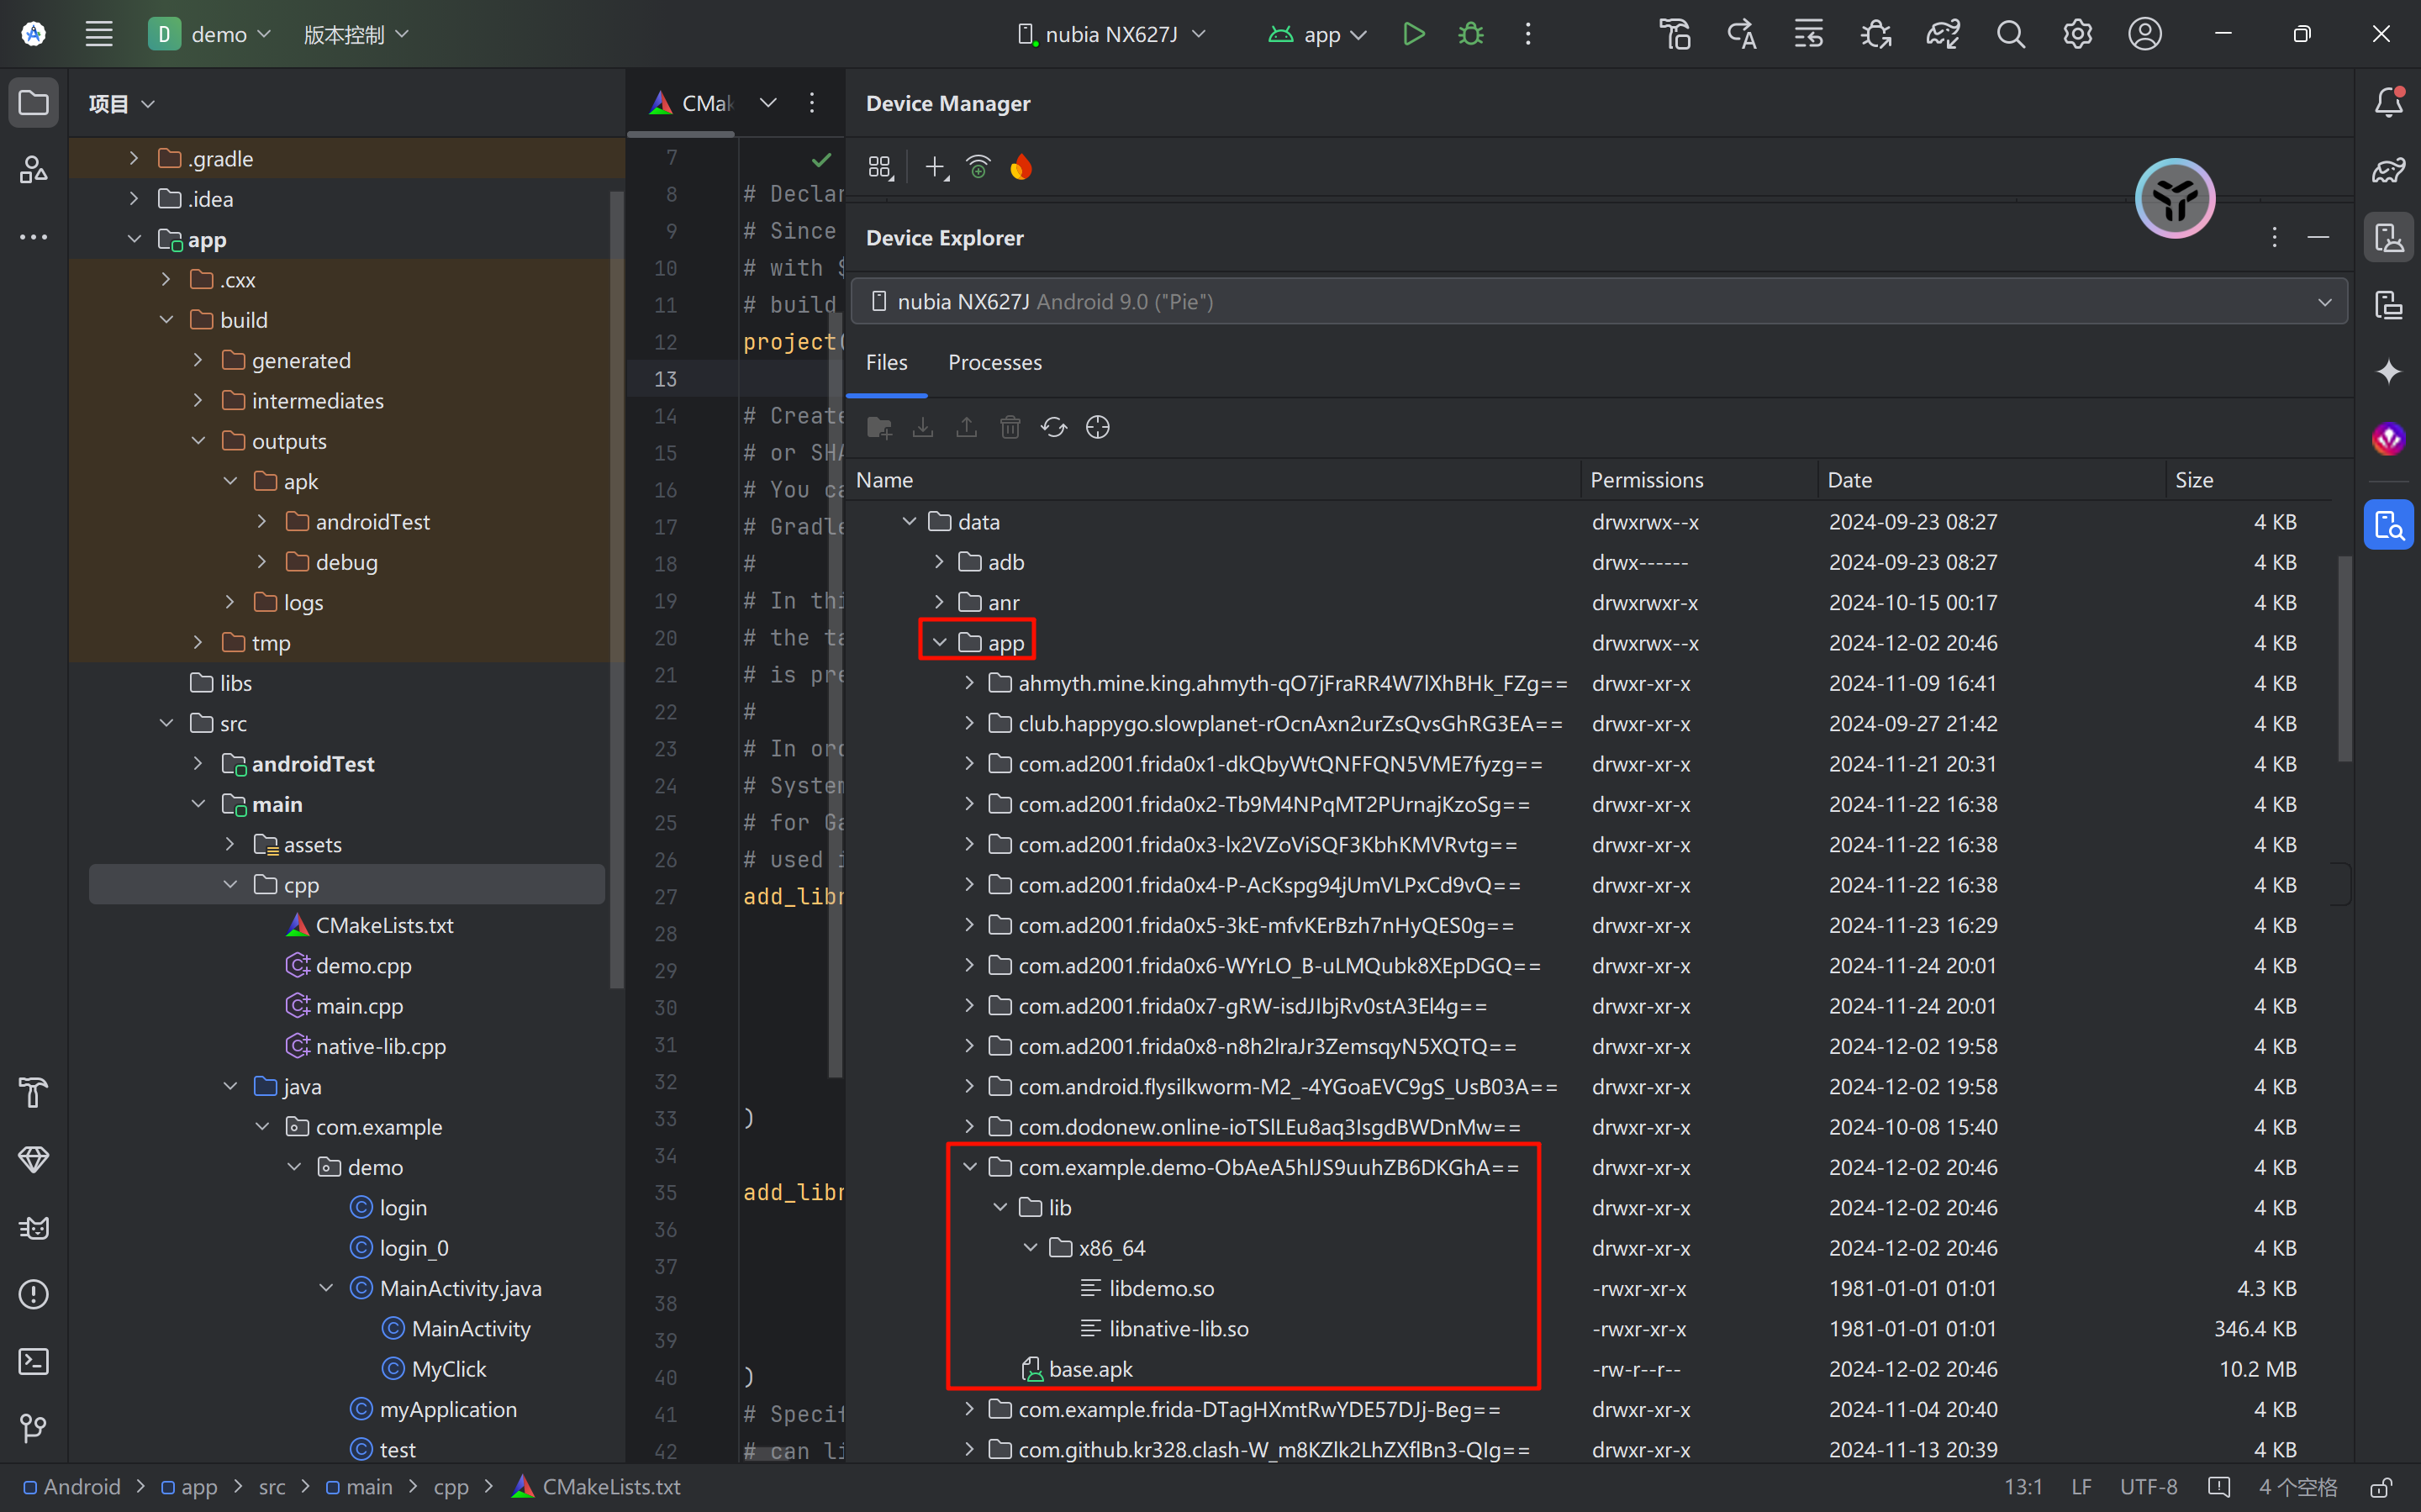 D demo 版本控制 nubia NX627J app
项目
.gradle
.idea
app
.cxx
build
generated
intermediates
outputs
apk
androidTest
debug
logs
tmp
libs
src
androidTest
main
assets
cpp
CMakeLists.txt
demo.cpp
main.cpp
native-lib.cpp
java
com.example
demo
login
login_0
MainActivity.java
MainActivity
MyClick
myApplication
test
CMak
7
8 # Declar
9 # Since
10 # with $
11 # build
12 project(
13
14 # Create
15 # or SHA
16 # You ca
17 # Gradle
18 #
19 # In thi
20 # the ta
21 # is pre
22 #
23 # In ord
24 # System
25 # for Ga
26 # used i
27 add_libr
28
29
30
31
32
33 )
34
35 add_libr
36
37
38
39
40 )
41 # Specif
42 # can li
Device Manager
Device Explorer
nubia NX627J Android 9.0 ("Pie")
Files Processes
Name Permissions Date Size
data drwxrwx--x 2024-09-23 08:27 4 KB
adb drwx------ 2024-09-23 08:27 4 KB
anr drwxrwxr-x 2024-10-15 00:17 4 KB
app drwxrwx--x 2024-12-02 20:46 4 KB
ahmyth.mine.king.ahmyth-qO7jFraRR4W7lXhBHk_FZg== drwxr-xr-x 2024-11-09 16:41 4 KB
club.happygo.slowplanet-rOcnAxn2urZsQvsGhRG3EA== drwxr-xr-x 2024-09-27 21:42 4 KB
com.ad2001.frida0x1-dkQbyWtQNFFQN5VME7fyzg== drwxr-xr-x 2024-11-21 20:31 4 KB
com.ad2001.frida0x2-Tb9M4NPqMT2PUrnajKzoSg== drwxr-xr-x 2024-11-22 16:38 4 KB
com.ad2001.frida0x3-lx2VZoViSQF3KbhKMVRvtg== drwxr-xr-x 2024-11-22 16:38 4 KB
com.ad2001.frida0x4-P-AcKspg94jUmVLPxCd9vQ== drwxr-xr-x 2024-11-22 16:38 4 KB
com.ad2001.frida0x5-3kE-mfvKErBzh7nHyQES0g== drwxr-xr-x 2024-11-23 16:29 4 KB
com.ad2001.frida0x6-WYrLO_B-uLMQubk8XEpDGQ== drwxr-xr-x 2024-11-24 20:01 4 KB
com.ad2001.frida0x7-gRW-isdJIbjRv0stA3El4g== drwxr-xr-x 2024-11-24 20:01 4 KB
com.ad2001.frida0x8-n8h2lraJr3ZemsqyN5XQTQ== drwxr-xr-x 2024-12-02 19:58 4 KB
com.android.flysilkworm-M2_-4YGoaEVC9gS_UsB03A== drwxr-xr-x 2024-12-02 19:58 4 KB
com.dodonew.online-ioTSlLEu8aq3IsgdBWDnMw== drwxr-xr-x 2024-10-08 15:40 4 KB
com.example.demo-ObAeA5hlJS9uuhZB6DKGhA== drwxr-xr-x 2024-12-02 20:46 4 KB
lib drwxr-xr-x 2024-12-02 20:46 4 KB
x86_64 drwxr-xr-x 2024-12-02 20:46 4 KB
libdemo.so -rwxr-xr-x 1981-01-01 01:01 4.3 KB
libnative-lib.so -rwxr-xr-x 1981-01-01 01:01 346.4 KB
base.apk -rw-r--r-- 2024-12-02 20:46 10.2 MB
com.example.frida-DTagHXmtRwYDE57DJj-Beg== drwxr-xr-x 2024-11-04 20:40 4 KB
com.github.kr328.clash-W_m8KZlk2LhZXflBn3-QIg== drwxr-xr-x 2024-11-13 20:39 4 KB
Android > app > src > main > cpp > CMakeLists.txt 13:1 LF UTF-8 4 个空格